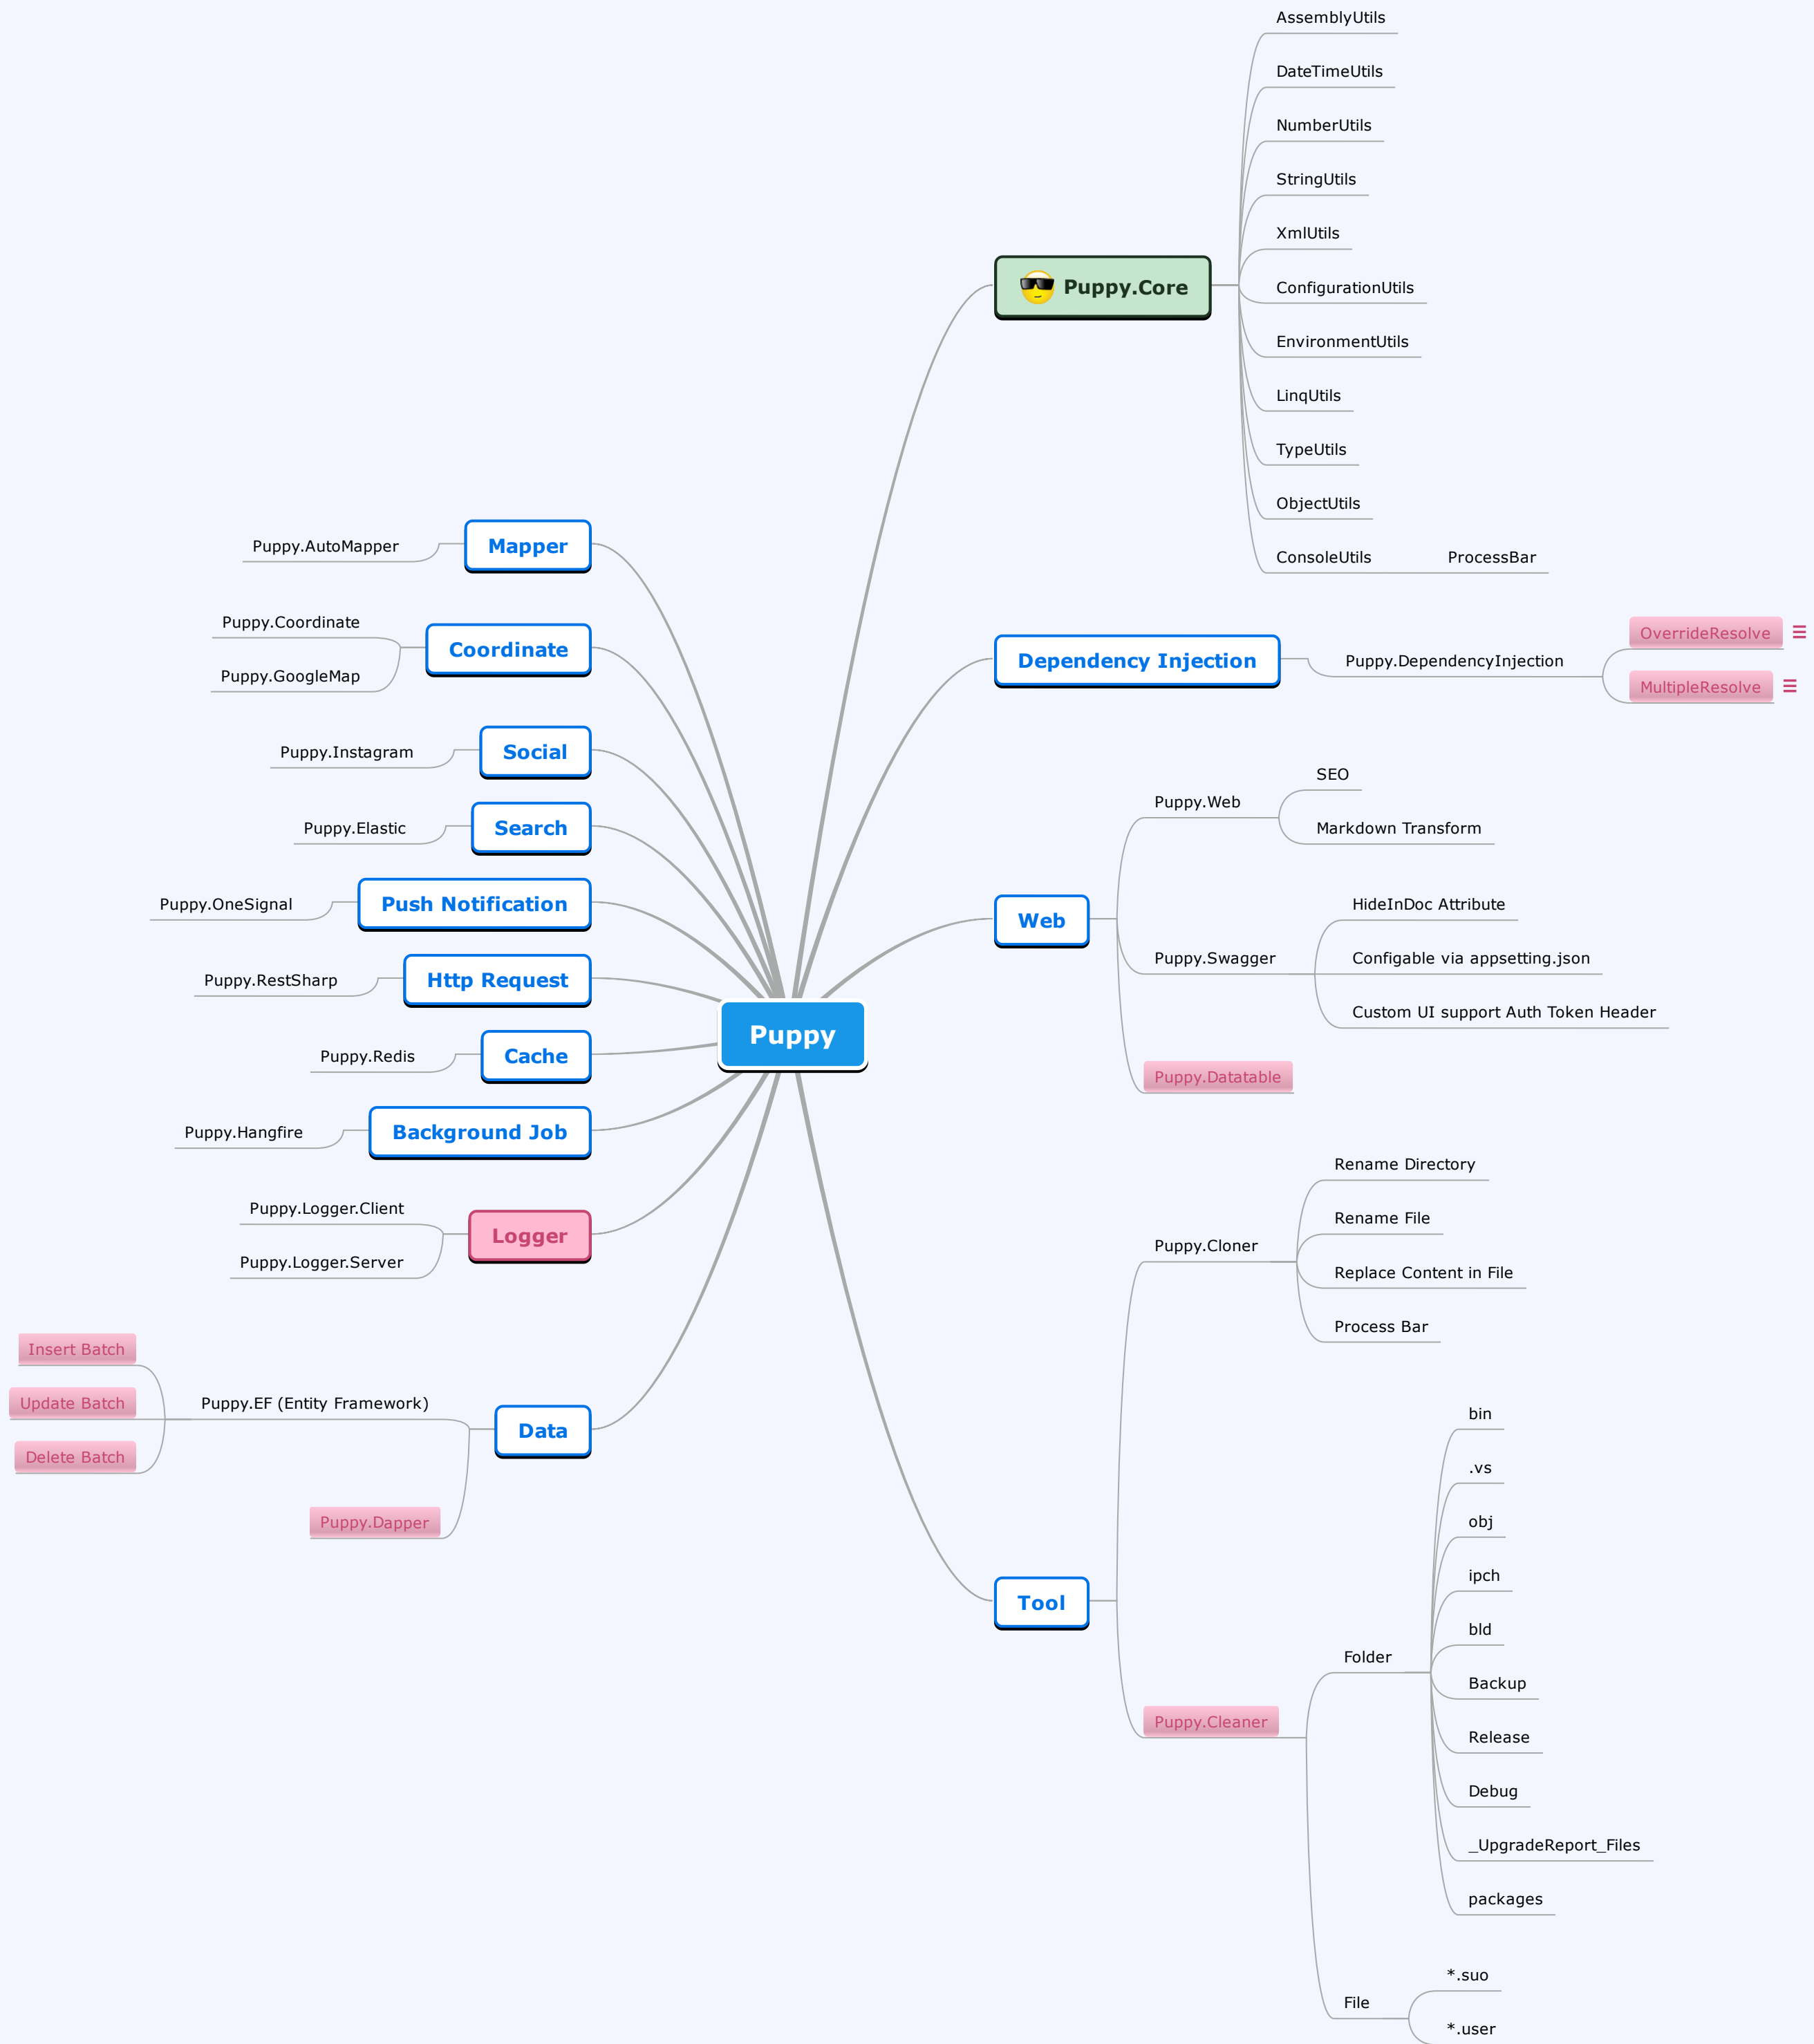 Puppy
Puppy.Core
AssemblyUtils
DateTimeUtils
NumberUtils
StringUtils
XmlUtils
ConfigurationUtils
EnvironmentUtils
LinqUtils
TypeUtils
ObjectUtils
ConsoleUtils
ProcessBar
Dependency Injection
Puppy.DependencyInjection
OverrideResolve
MultipleResolve
Web
Puppy.Web
SEO
Markdown Transform
Puppy.Swagger
HideInDoc Attribute
Configable via appsetting.json
Custom UI support Auth Token Header
Puppy.Datatable
Tool
Puppy.Cloner
Rename Directory
Rename File
Replace Content in File
Process Bar
Puppy.Cleaner
Folder
bin
.vs
obj
ipch
bld
Backup
Release
Debug
_UpgradeReport_Files
packages
File
*.suo
*.user
Mapper
Puppy.AutoMapper
Coordinate
Puppy.Coordinate
Puppy.GoogleMap
Social
Puppy.Instagram
Search
Puppy.Elastic
Push Notification
Puppy.OneSignal
Http Request
Puppy.RestSharp
Cache
Puppy.Redis
Background Job
Puppy.Hangfire
Logger
Puppy.Logger.Client
Puppy.Logger.Server
Data
Puppy.EF (Entity Framework)
Insert Batch
Update Batch
Delete Batch
Puppy.Dapper